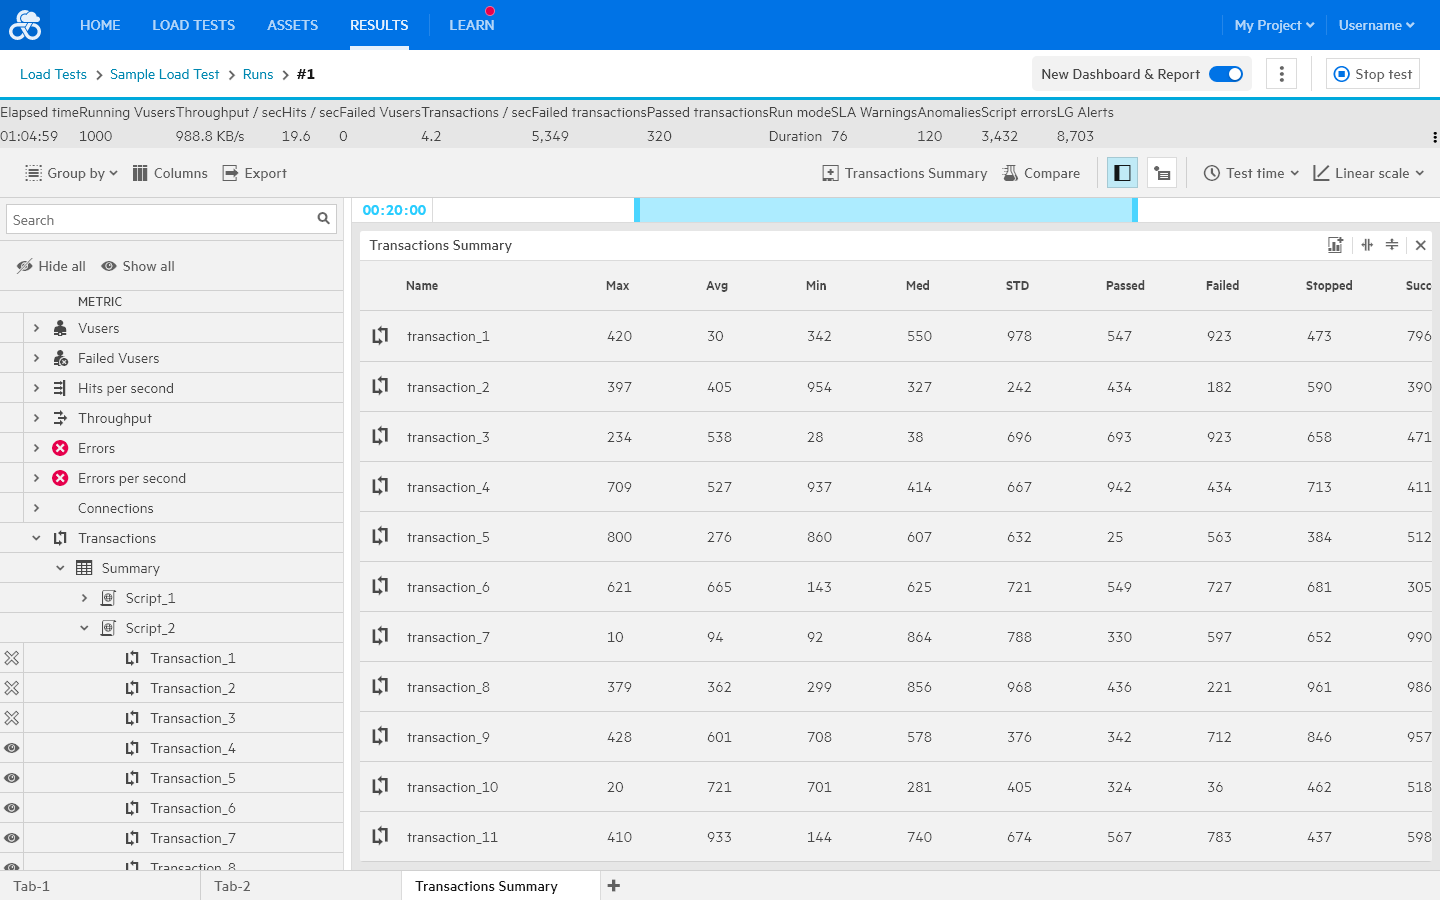 HOME LOAD TESTS ASSETS RESULTS LEARN My Project Username
Load Tests > Sample Load Test > Runs > #1 New Dashboard & Report Stop test
Elapsed timeRunning VusersThroughput / secHits / secFailed VusersTransactions / secFailed transactionsPassed transactionsRun modeSLA WarningsAnomaliesScript errorsLG Alerts
01:04:59 1000 988.8 KB/s 19.6 0 4.2 5,349 320 Duration 76 120 3,432 8,703
Group by Columns Export Transactions Summary Compare Test time Linear scale
Search
Hide all Show all
METRIC
Vusers
Failed Vusers
Hits per second
Throughput
Errors
Errors per second
Connections
Transactions
Summary
Script_1
Script_2
Transaction_1
Transaction_2
Transaction_3
Transaction_4
Transaction_5
Transaction_6
Transaction_7
Transaction_8
00:20:00
Transactions Summary
Name Max Avg Min Med STD Passed Failed Stopped Succ
transaction_1 420 30 342 550 978 547 923 473 796
transaction_2 397 405 954 327 242 434 182 590 390
transaction_3 234 538 28 38 696 693 923 658 471
transaction_4 709 527 937 414 667 942 434 713 411
transaction_5 800 276 860 607 632 25 563 384 512
transaction_6 621 665 143 625 721 549 727 681 305
transaction_7 10 94 92 864 788 330 597 652 990
transaction_8 379 362 299 856 968 436 221 961 986
transaction_9 428 601 708 578 376 342 712 846 957
transaction_10 20 721 701 281 405 324 36 462 518
transaction_11 410 933 144 740 674 567 783 437 598
Tab-1 Tab-2 Transactions Summary